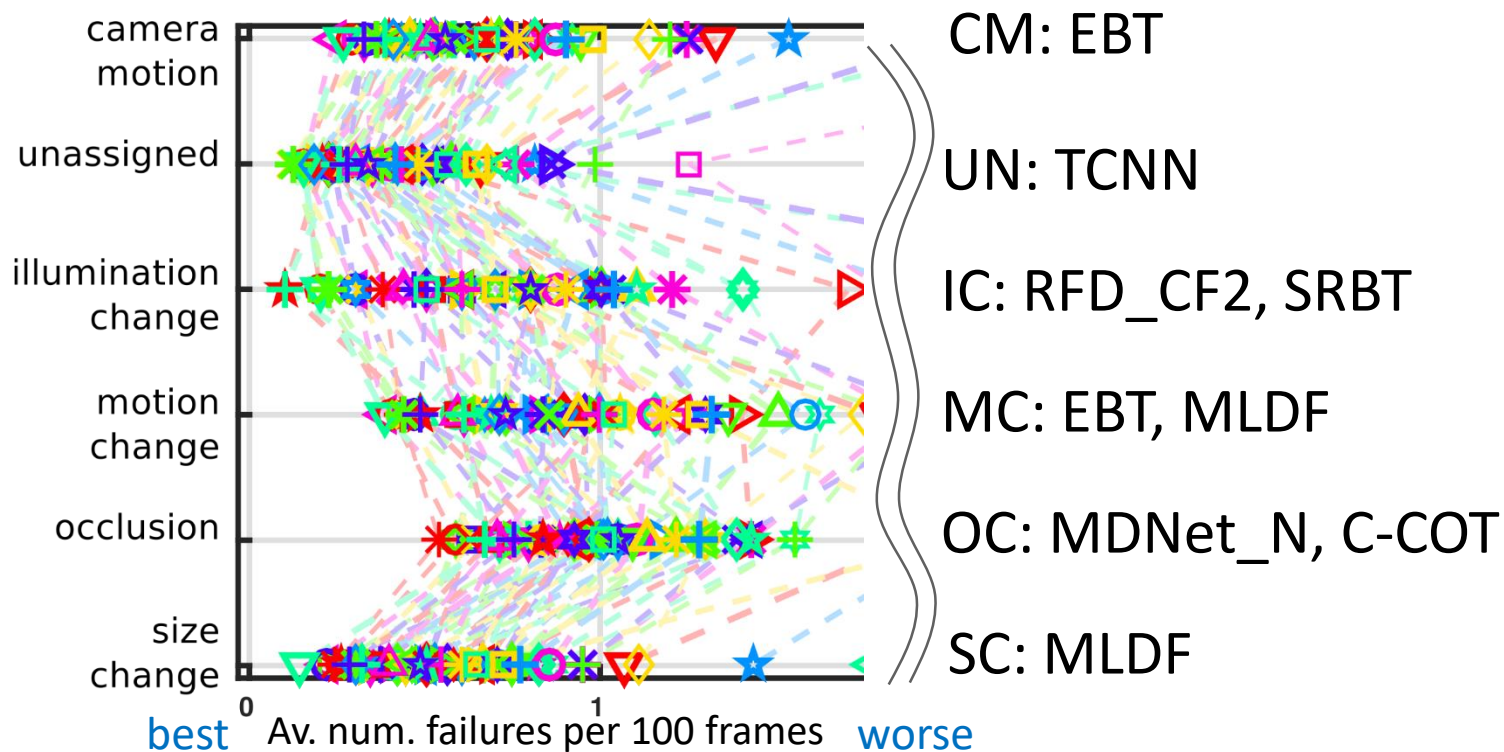 camera
motion
CM: EBT
unassigned
UN: TCNN
illumination
change
IC: RFD_CF2, SRBT
motion
change
MC: EBT, MLDF
occlusion
OC: MDNet_N, C-COT
size
change
SC: MLDF
0 1
best Av. num. failures per 100 frames worse